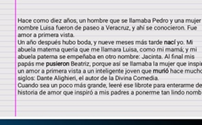 Hace como diez años, un hombre que se llamaba Pedro y una mujer
nombre Luisa fueron de paseo a Veracruz, y ahí se conocieron. Fue
amor a primera vista.
Un año después hubo boda, y nueve meses más tarde nací yo. Mi
abuela materna quería que me llamara Luisa, como mi mamá; y mi
abuela paterna se empeñaba en otro nombre: Jacinta. Al final mis
papás me pusieron Beatriz, porque así se llamaba la mujer que inspir
un amor a primera vista a un inteligente joven que murió hace mucho
siglos: Dante Alighieri, el autor de la Divina Comedia.
Cuando sea un poco más grande, leeré ese librote para enterarme de
historia de amor que inspiró a mis padres a ponerme tan lindo nomb